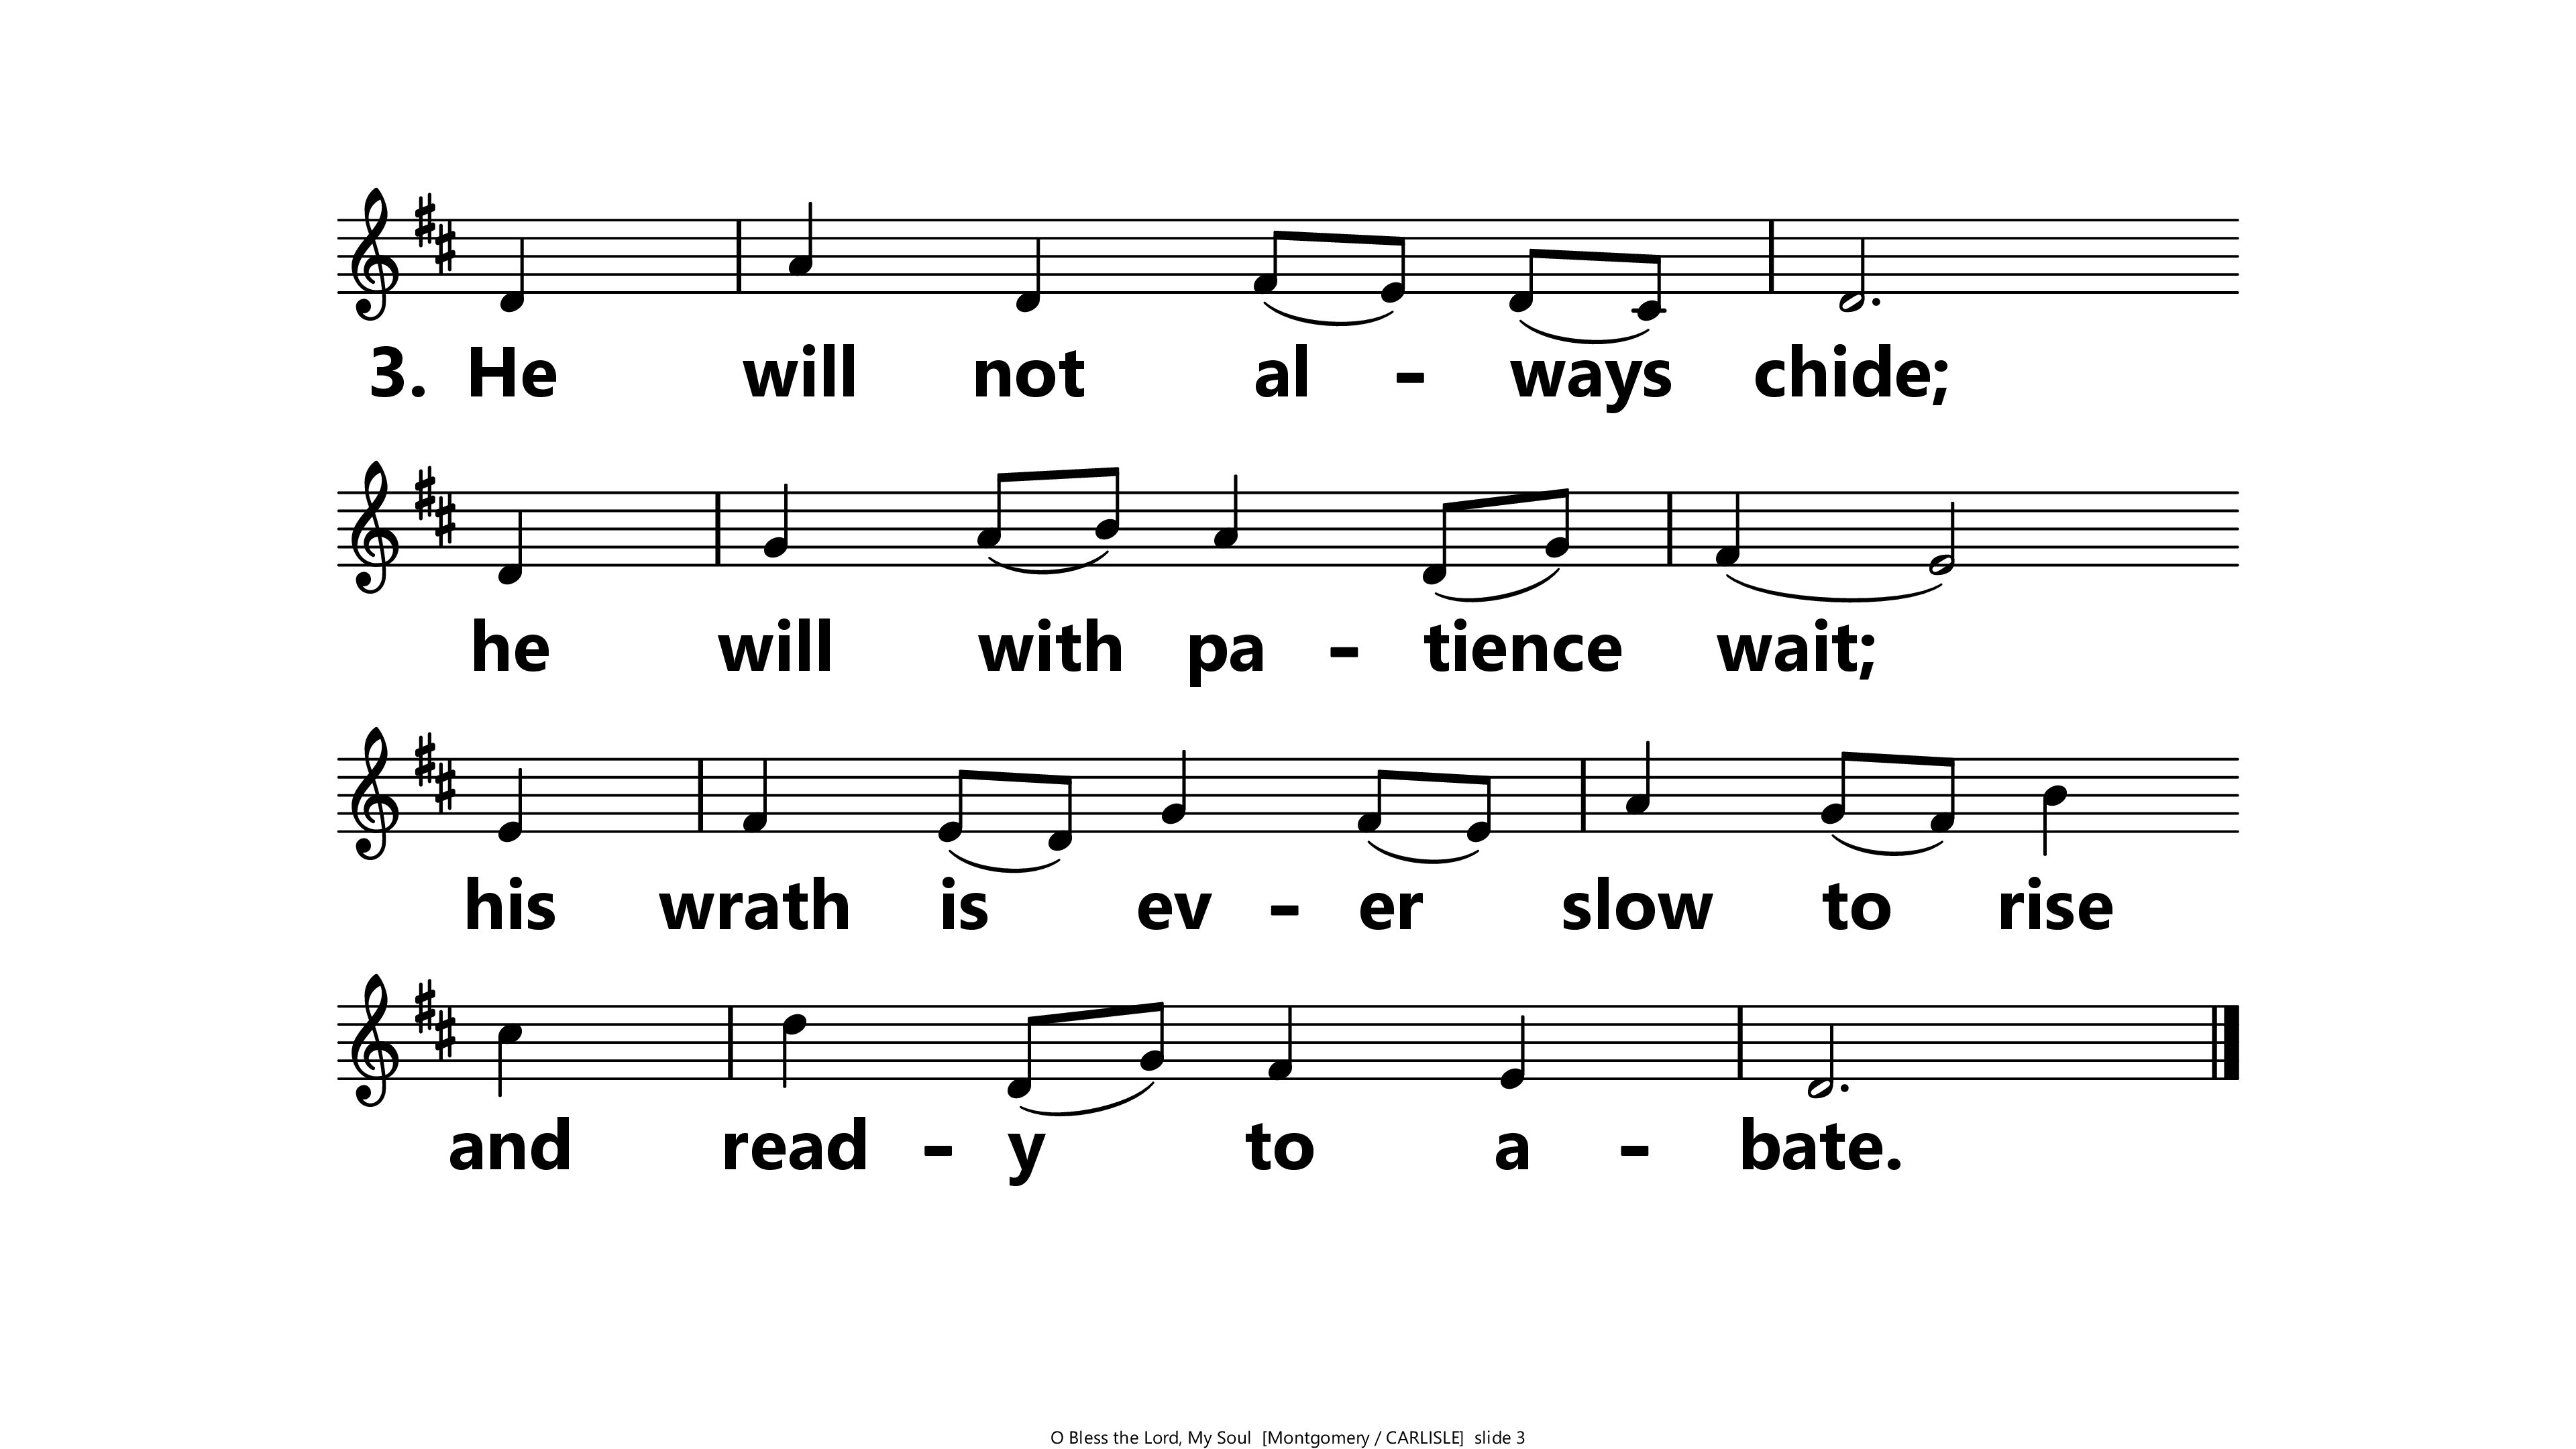 3. He will not al - ways chide;
he will with pa - tience wait;
his wrath is ev - er slow to rise
and read - y to a - bate.
O Bless the Lord, My Soul [Montgomery / CARLISLE] slide 3